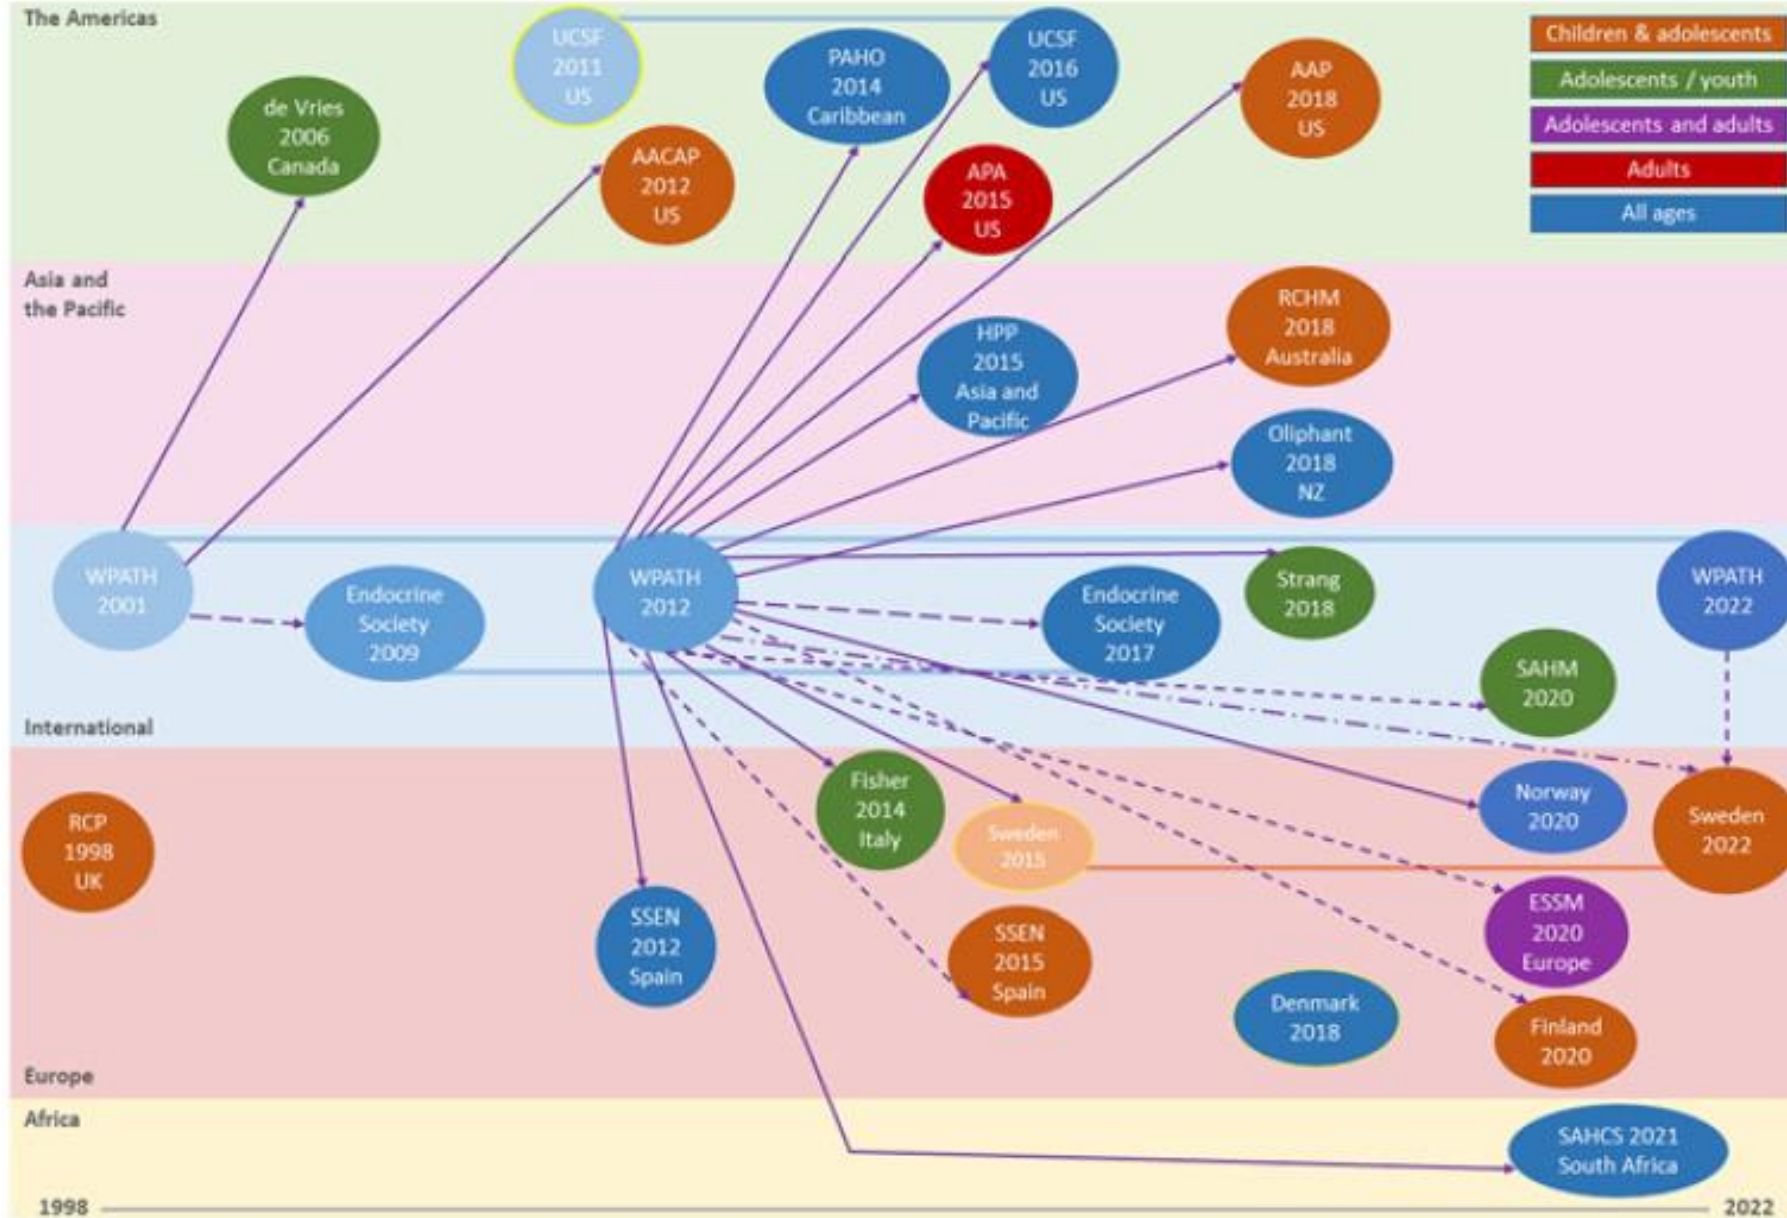 The Americas
UCSF
2011
US
PAHO
2014
Caribbean
UCSF
2016
US
AAP
2018
US
Children & adolescents
Adolescents / youth
Adolescents and adults
Adults
All ages
de Vries
2006
Canada
AACAP
2012
US
APA
2015
US
Asia and
the Pacific
RCHM
2018
Australia
HPP
2015
Asia and
Pacific
Oliphant
2018
NZ
WPATH
2001
Endocrine
Society
2009
WPATH
2012
Endocrine
Society
2017
Strang
2018
WPATH
2022
SAHM
2020
International
RCP
1998
UK
Fisher
2014
Italy
Sweden
2015
Norway
2020
Sweden
2022
SSEN
2012
Spain
SSEN
2015
Spain
ESSM
2020
Europe
Denmark
2018
Finland
2020
Europe
Africa
SAHCS 2021
South Africa
1998
2022